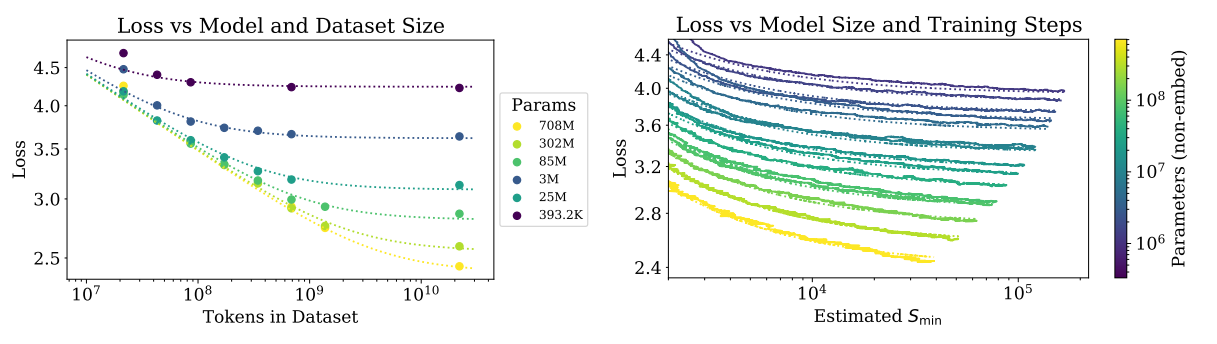 Loss vs Model and Dataset Size
4.5
4.0
3.5
3.0
2.5
Loss
10^7
10^8
10^9
10^10
Tokens in Dataset
Params
708M
302M
85M
3M
25M
393.2K
Loss vs Model Size and Training Steps
4.4
4.0
3.6
3.2
2.8
2.4
Loss
10^4
10^5
Estimated S_min
10^8
10^7
10^6
Parameters (non-embed)